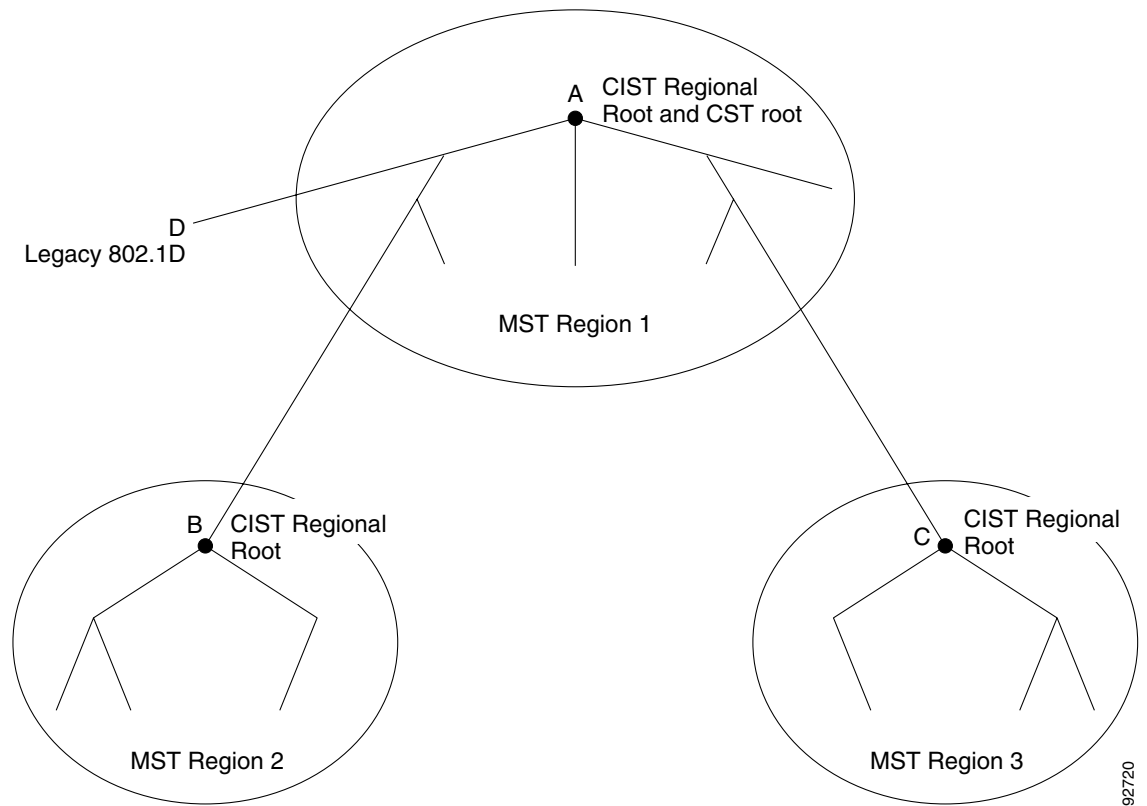 A
CIST Regional
Root and CST root
D
Legacy 802.1D
MST Region 1
B
CIST Regional
Root
C
CIST Regional
Root
MST Region 2
MST Region 3
92720